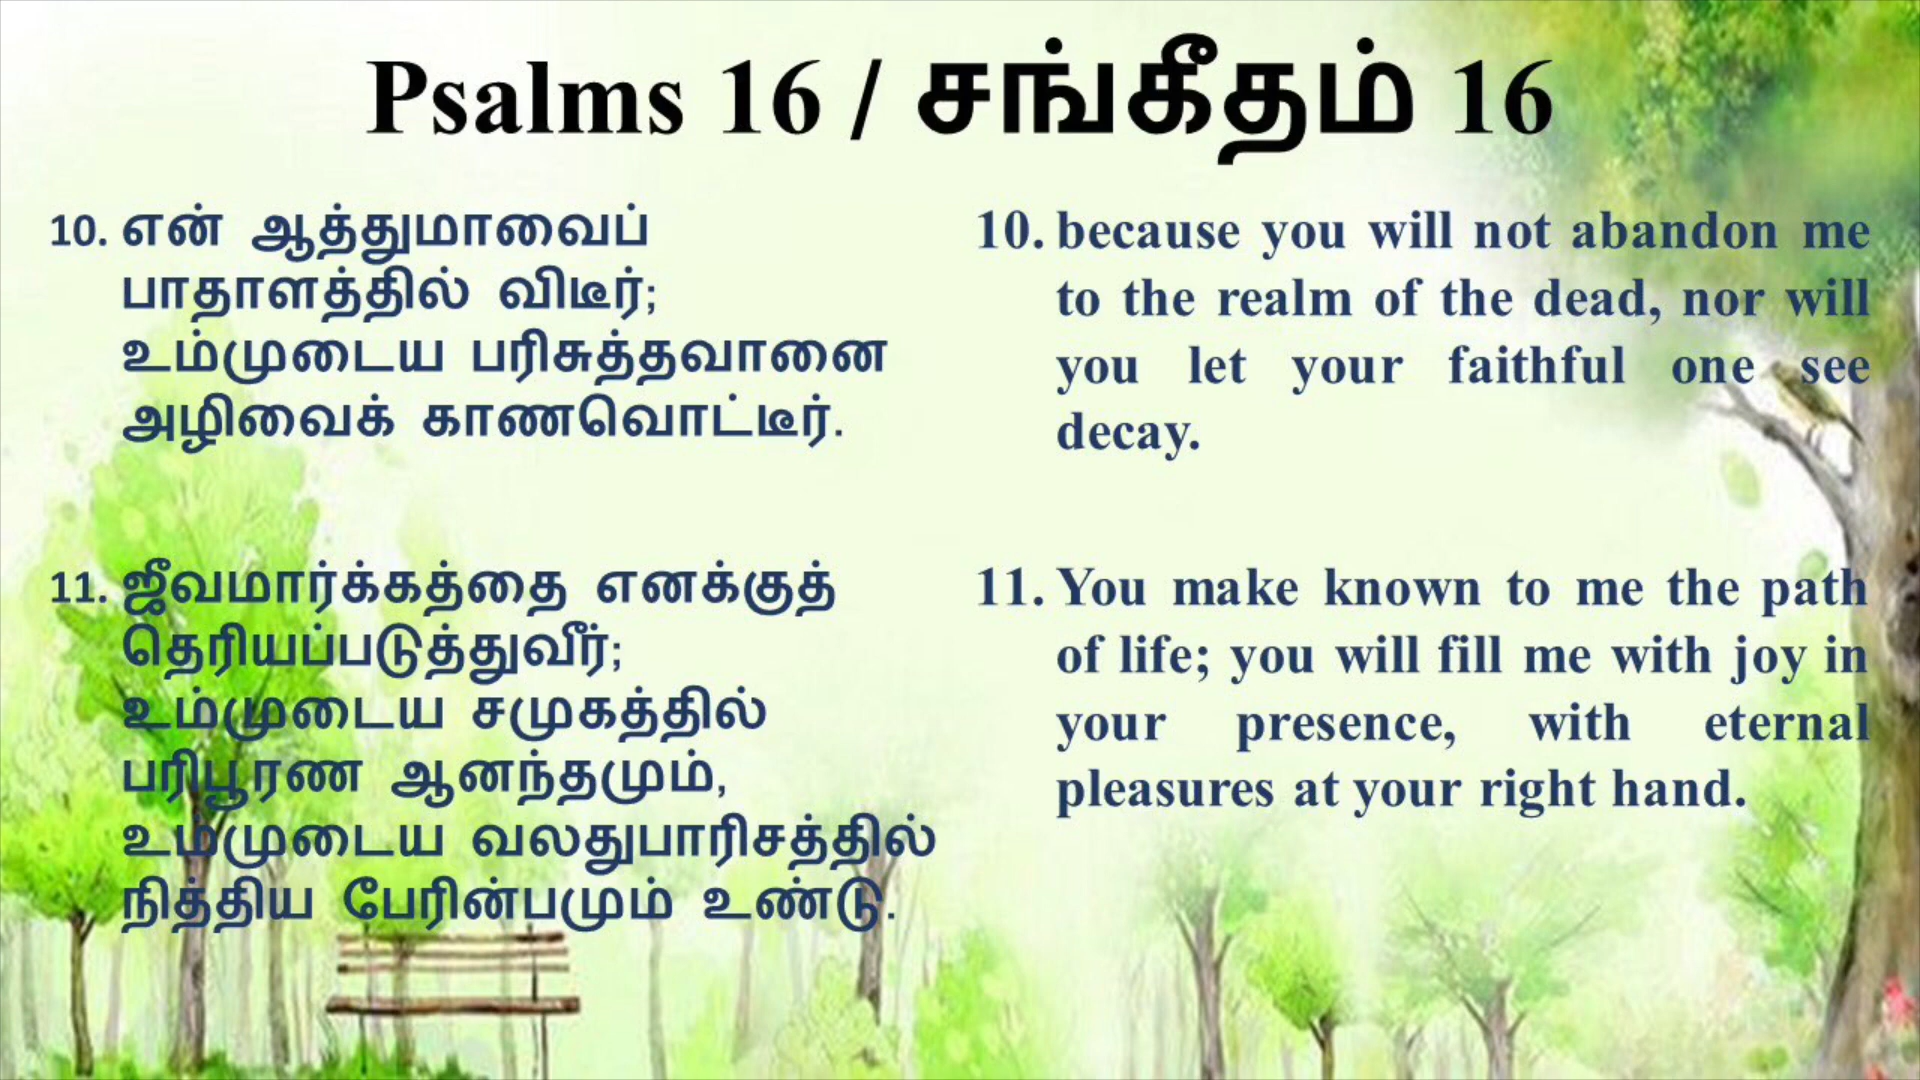 Psalms 16 / சங்கீதம் 16
10. என் ஆத்துமாவைப்
பாதாளத்தில் விடீர்;
உம்முடைய பரிசுத்தவானை
அழிவைக் காணவொட்டீர்.
11. ஜீவமார்க்கத்தை எனக்குத்
தெரியப்படுத்துவீர்;
உம்முடைய சமுகத்தில்
பரிபூரண ஆனந்தமும்,
உம்முடைய வலதுபாரிசத்தில்
நித்திய பேரின்பமும் உண்டு.
10. because you will not abandon me
to the realm of the dead, nor will
you let your faithful one see
decay.
11. You make known to me the path
of life; you will fill me with joy in
your presence, with eternal
pleasures at your right hand.